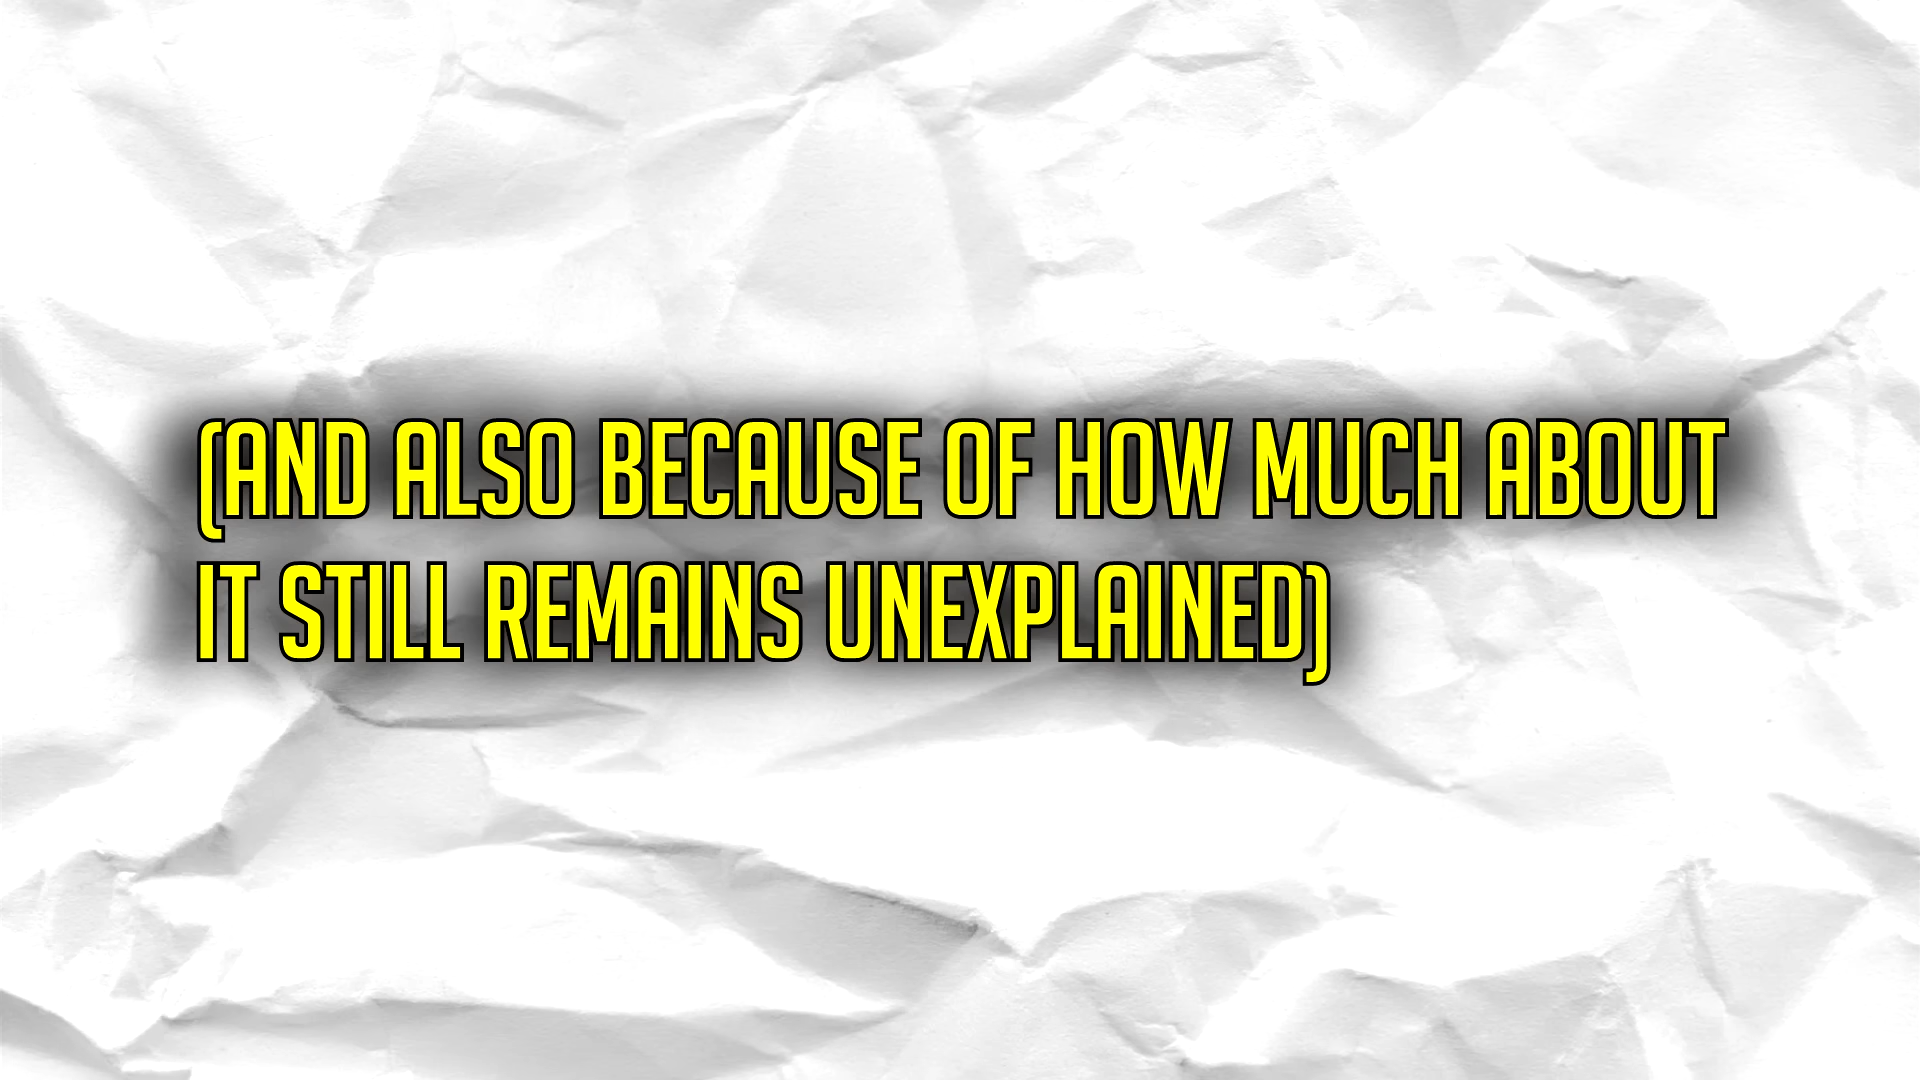 (AND ALSO BECAUSE OF HOW MUCH ABOUT
IT STILL REMAINS UNEXPLAINED)